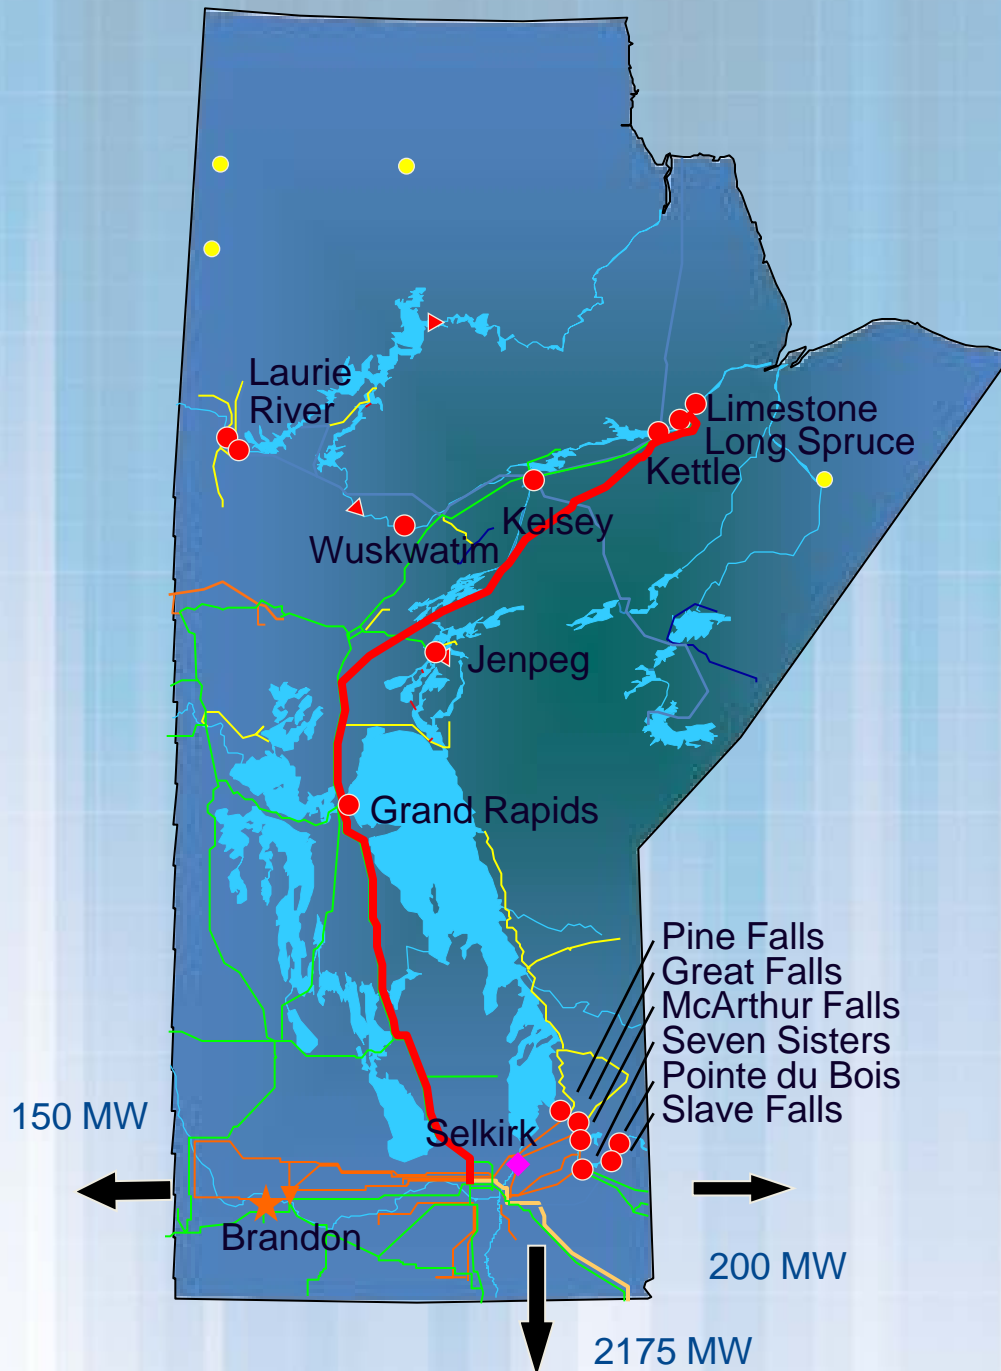 Laurie
River
Limestone
Long Spruce
Kettle
Kelsey
Wuskwatim
Jenpeg
Grand Rapids
Pine Falls
Great Falls
McArthur Falls
Seven Sisters
Pointe du Bois
Slave Falls
150 MW
Selkirk
Brandon
200 MW
2175 MW